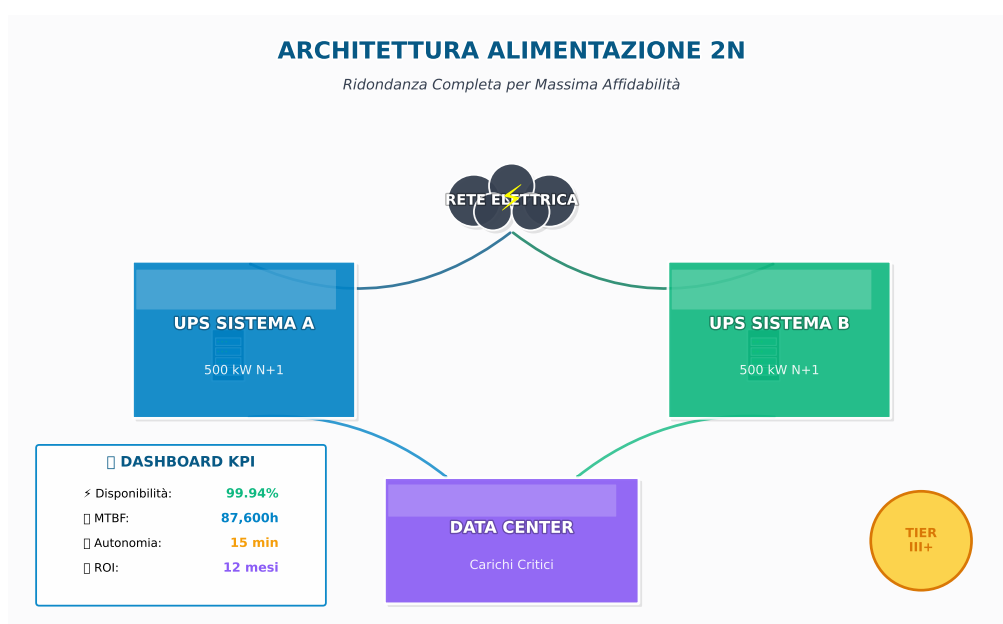 ARCHITETTURA ALIMENTAZIONE 2N
Ridondanza Completa per Massima Affidabilità
RETE ELETTRICA
UPS SISTEMA A
500 kW N+1
UPS SISTEMA B
500 kW N+1
DASHBOARD KPI
⚡ Disponibilità: 99.94%
MTBF: 87,600h
Autonomia: 15 min
ROI: 12 mesi
DATA CENTER
Carichi Critici
TIER
III+